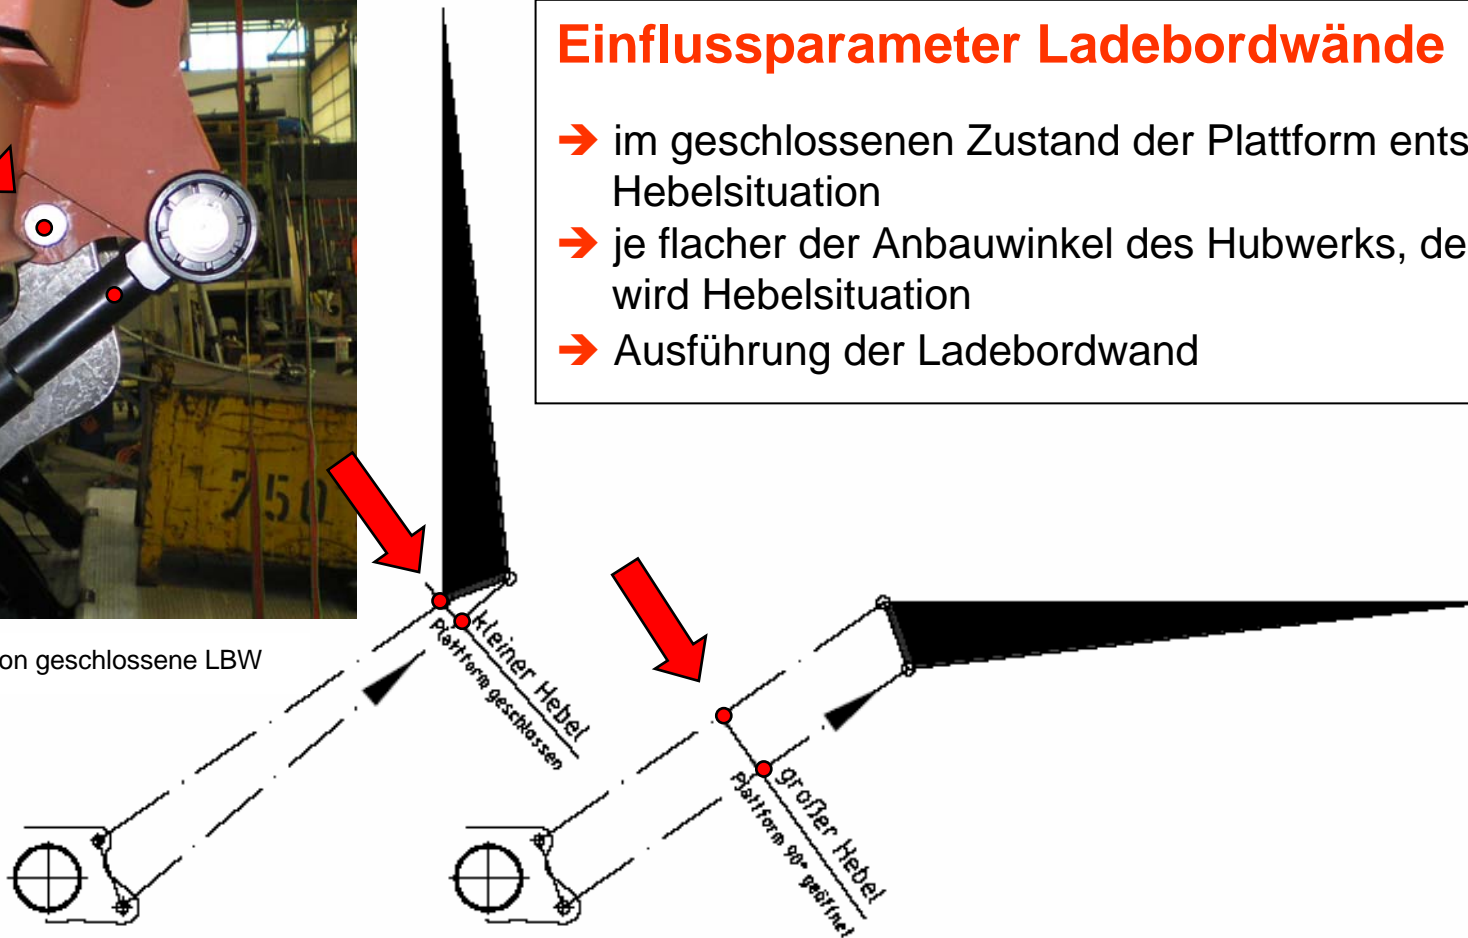 Einflussparameter Ladebordwände
➔ im geschlossenen Zustand der Plattform ents
Hebelsituation
➔ je flacher der Anbauwinkel des Hubwerks, de
wird Hebelsituation
➔ Ausführung der Ladebordwand
750
on geschlossene LBW
kleiner Hebel
Plattform geschlossen
großer Hebel
Plattform 90° geöffnet